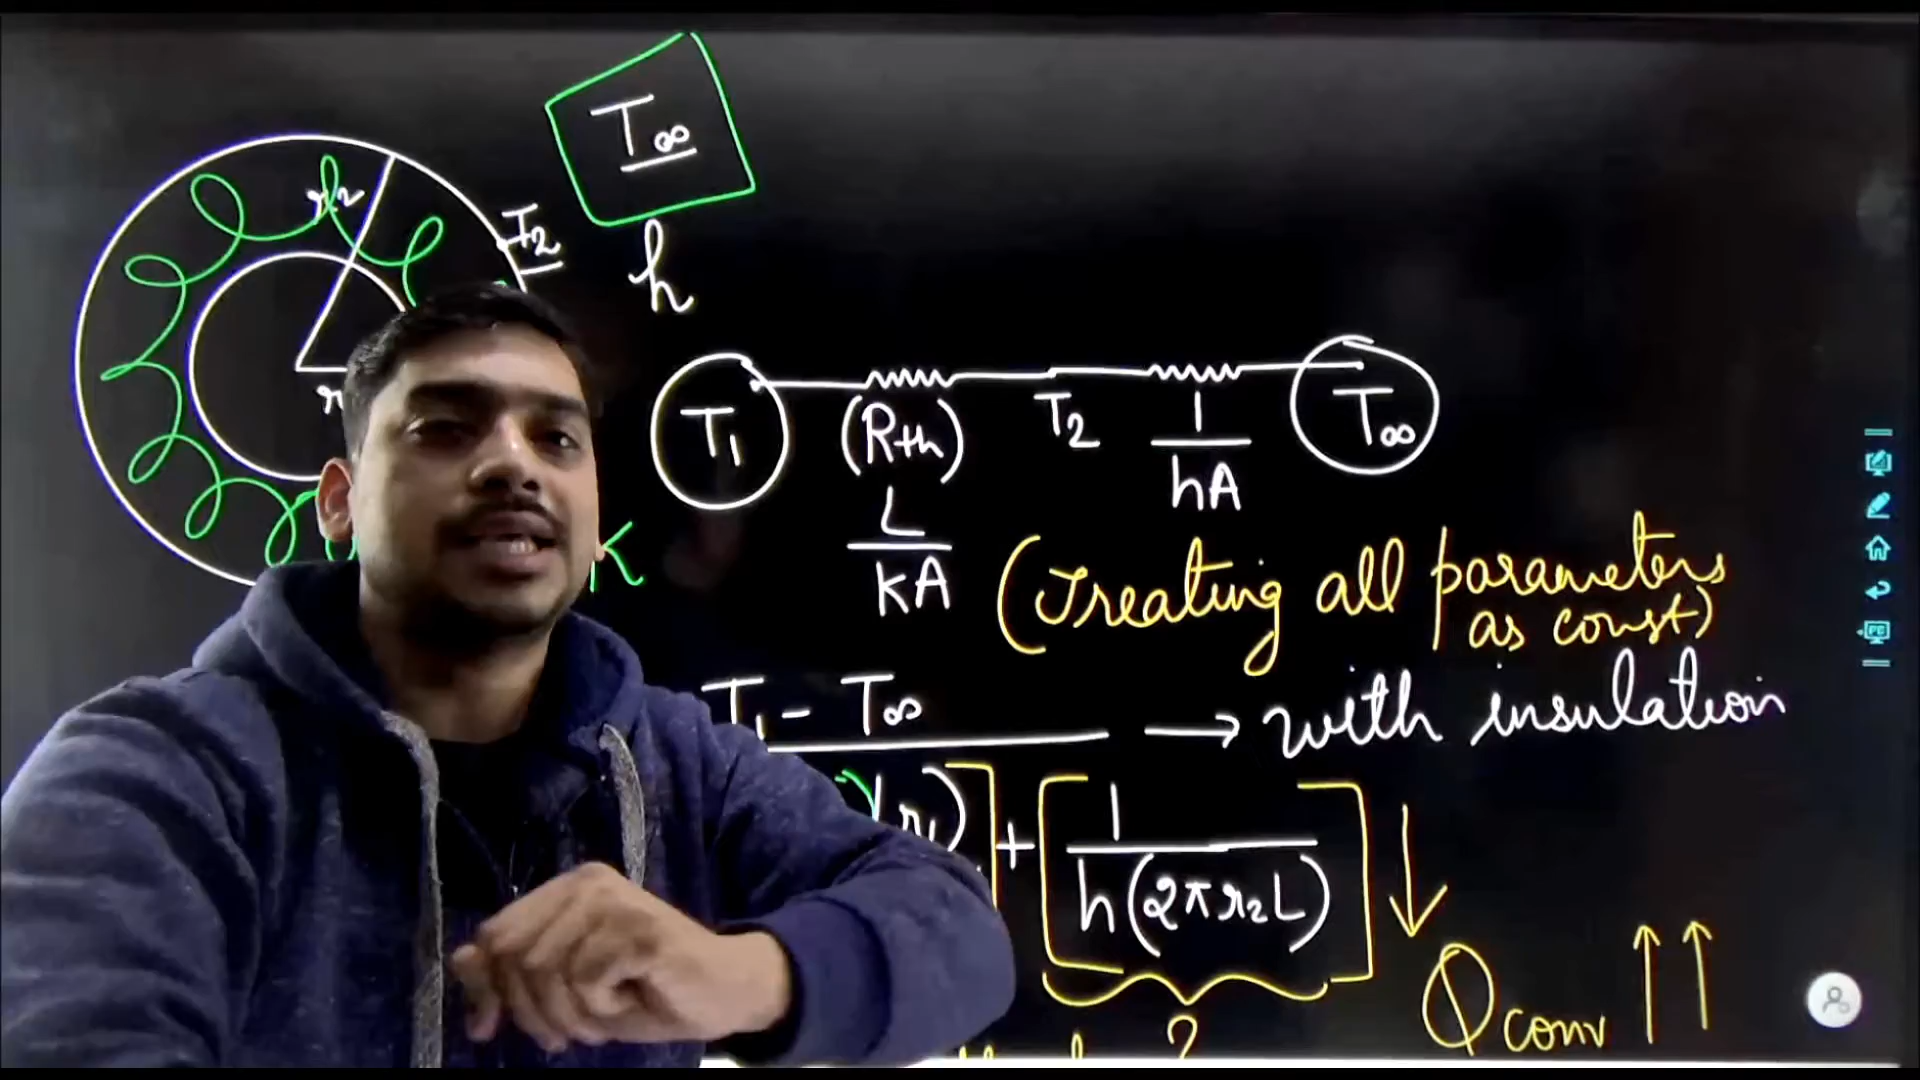 T∞
r2
T2
h
T1
(Rth)
T2
1
hA
T∞
L
kA
K
(Treating all parameters
as const)
T1 - T∞ → with insulation
r1) ] + [ 1
h(2πr2L) ] ↓
Qconv ↑↑
?